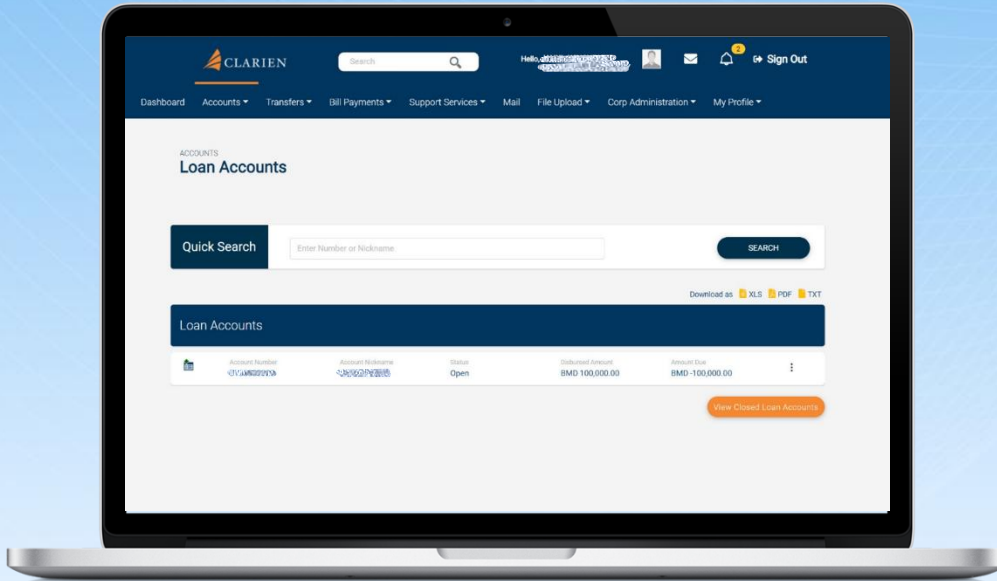 CLARIEN
Search
Hello,
2
Sign Out
Dashboard Accounts Transfers Bill Payments Support Services Mail File Upload Corp Administration My Profile
ACCOUNTS
Loan Accounts
Quick Search Enter Number or Nickname SEARCH
Download as XLS PDF TXT
Loan Accounts
Account Number Account Nickname Status Disbursed Amount Amount Due
Open BMD 100,000.00 BMD -100,000.00
View Closed Loan Accounts